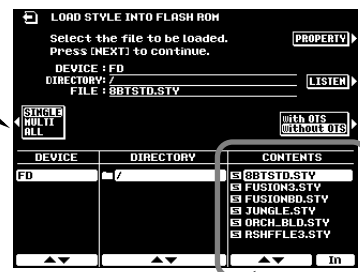 LOAD STYLE INTO FLASH ROM
Select the file to be loaded.
Press [NEXT] to continue.
PROPERTY
DEVICE : FD
DIRECTORY: /
FILE : 8BTSTD.STY
LISTEN
SINGLE
MULTI
ALL
with OTS
Without OTS
DEVICE DIRECTORY CONTENTS
FD / S 8BTSTD.STY
S FUSION3.STY
S FUSIONBD.STY
S JUNGLE.STY
S ORCH_BLD.STY
S RSHFFLE3.STY
▲▼ ▲▼ ▲▼ In